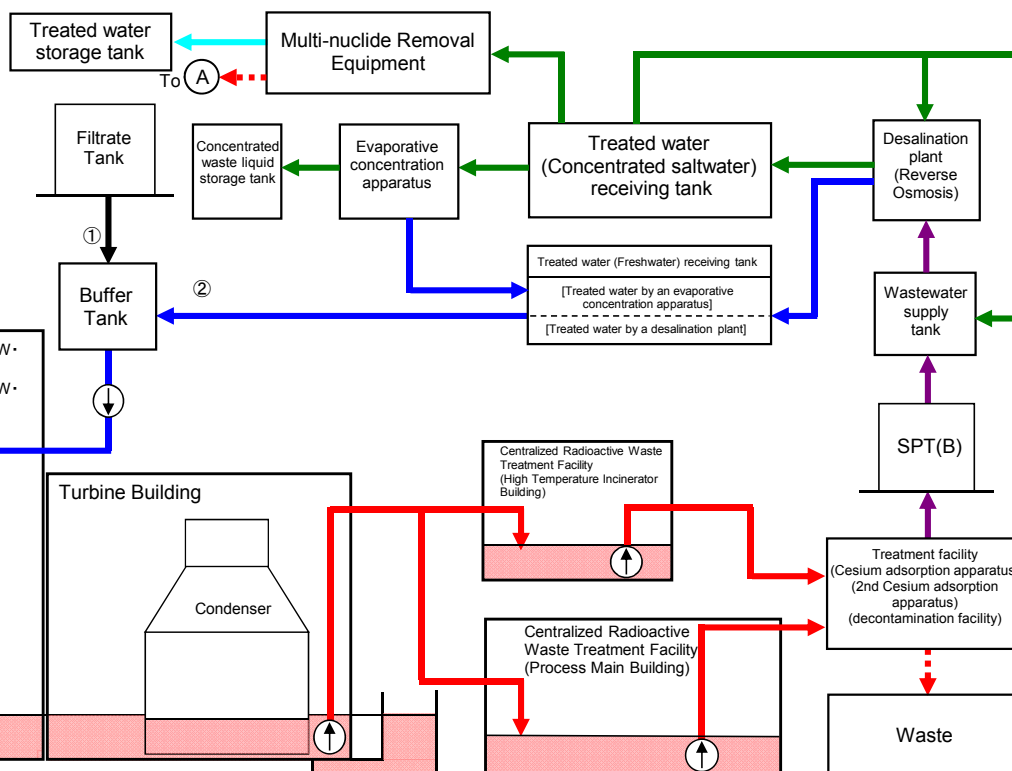 Treated water
storage tank
Multi-nuclide Removal
Equipment
To A
Filtrate
Tank
Concentrated
waste liquid
storage tank
Evaporative
concentration
apparatus
Treated water
(Concentrated saltwater)
receiving tank
Desalination
plant
(Reverse
Osmosis)
①
②
Buffer
Tank
Treated water (Freshwater) receiving tank
[Treated water by an evaporative
concentration apparatus]
[Treated water by a desalination plant]
Wastewater
supply
tank
w・
w・
SPT(B)
Turbine Building
Condenser
Centralized Radioactive Waste
Treatment Facility
(High Temperature Incinerator
Building)
Treatment facility
(Cesium adsorption apparatus
(2nd Cesium adsorption
apparatus)
(decontamination facility)
Centralized Radioactive
Waste Treatment Facility
(Process Main Building)
Waste